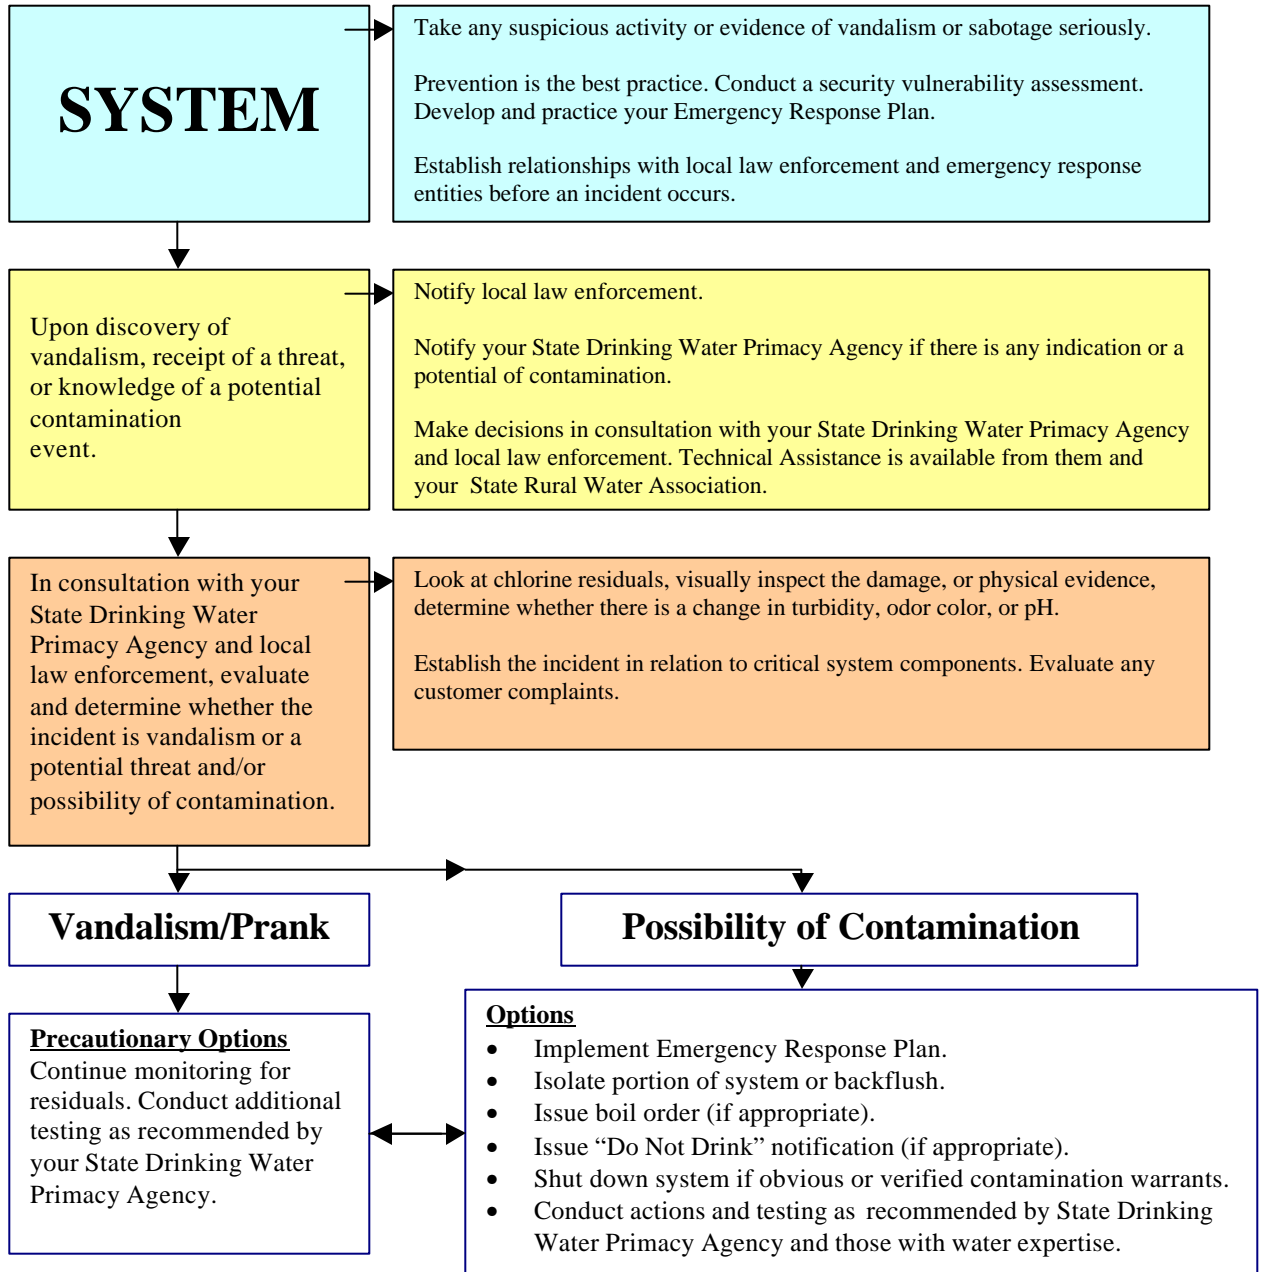 SYSTEM
Take any suspicious activity or evidence of vandalism or sabotage seriously.
Prevention is the best practice. Conduct a security vulnerability assessment.
Develop and practice your Emergency Response Plan.
Establish relationships with local law enforcement and emergency response
entities before an incident occurs.
Upon discovery of
vandalism, receipt of a threat,
or knowledge of a potential
contamination
event.
Notify local law enforcement.
Notify your State Drinking Water Primacy Agency if there is any indication or a
potential of contamination.
Make decisions in consultation with your State Drinking Water Primacy Agency
and local law enforcement. Technical Assistance is available from them and
your State Rural Water Association.
In consultation with your
State Drinking Water
Primacy Agency and local
law enforcement, evaluate
and determine whether the
incident is vandalism or a
potential threat and/or
possibility of contamination.
Look at chlorine residuals, visually inspect the damage, or physical evidence,
determine whether there is a change in turbidity, odor color, or pH.
Establish the incident in relation to critical system components. Evaluate any
customer complaints.
Vandalism/Prank
Possibility of Contamination
Precautionary Options
Continue monitoring for
residuals. Conduct additional
testing as recommended by
your State Drinking Water
Primacy Agency.
Options
• Implement Emergency Response Plan.
• Isolate portion of system or backflush.
• Issue boil order (if appropriate).
• Issue “Do Not Drink” notification (if appropriate).
• Shut down system if obvious or verified contamination warrants.
• Conduct actions and testing as recommended by State Drinking
Water Primacy Agency and those with water expertise.